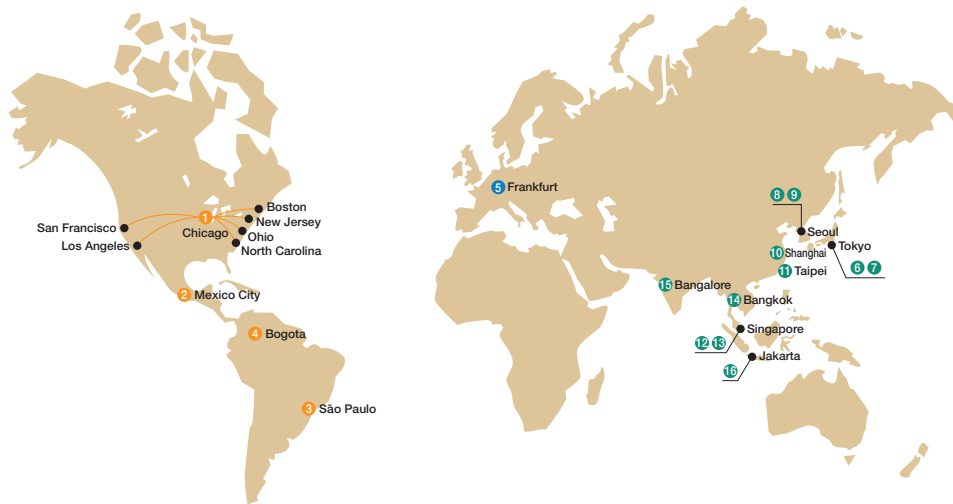 Boston
1
New Jersey
San Francisco
Chicago
Ohio
Los Angeles
North Carolina
2 Mexico City
4 Bogota
3 São Paulo
5 Frankfurt
8 9
Seoul
Tokyo
10 Shanghai
6 7
11 Taipei
15 Bangalore
14 Bangkok
Singapore
12 13
Jakarta
16